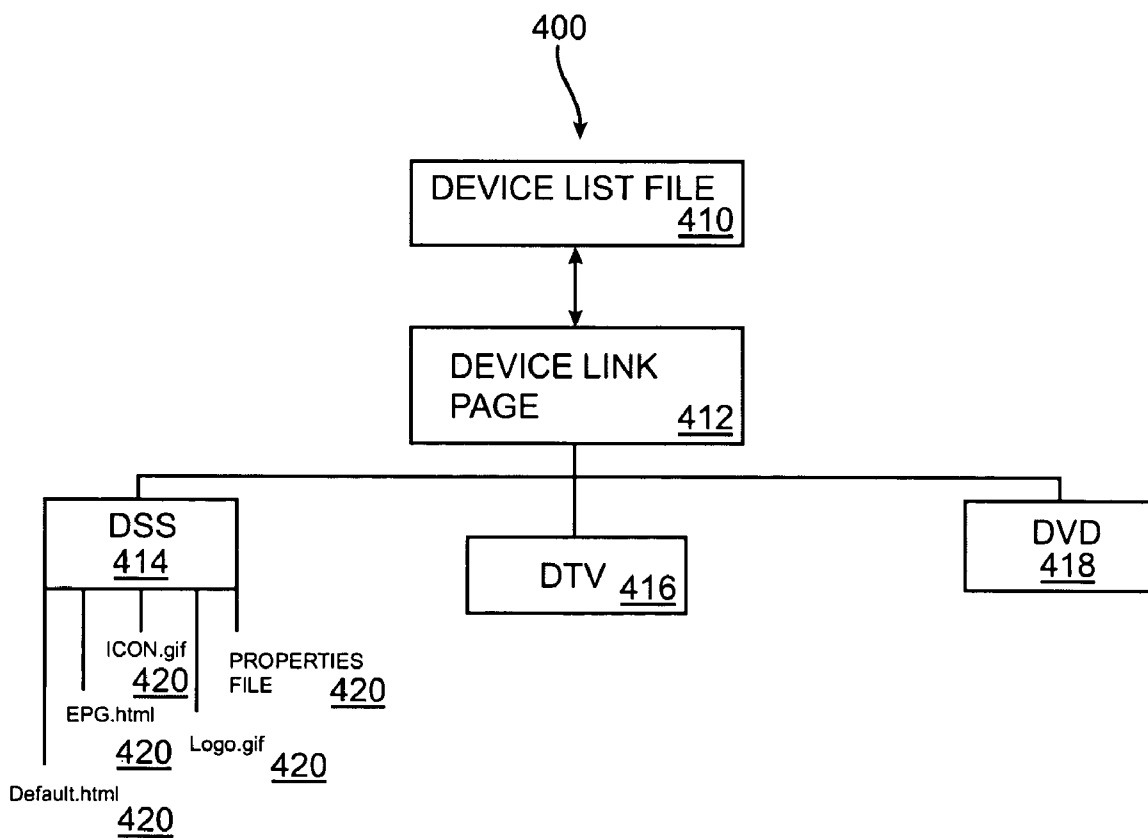 400
DEVICE LIST FILE
410
DEVICE LINK
PAGE
412
DSS
414
DTV 416
DVD
418
ICON.gif
420
PROPERTIES
FILE 420
EPG.html
420
Logo.gif 420
Default.html
420